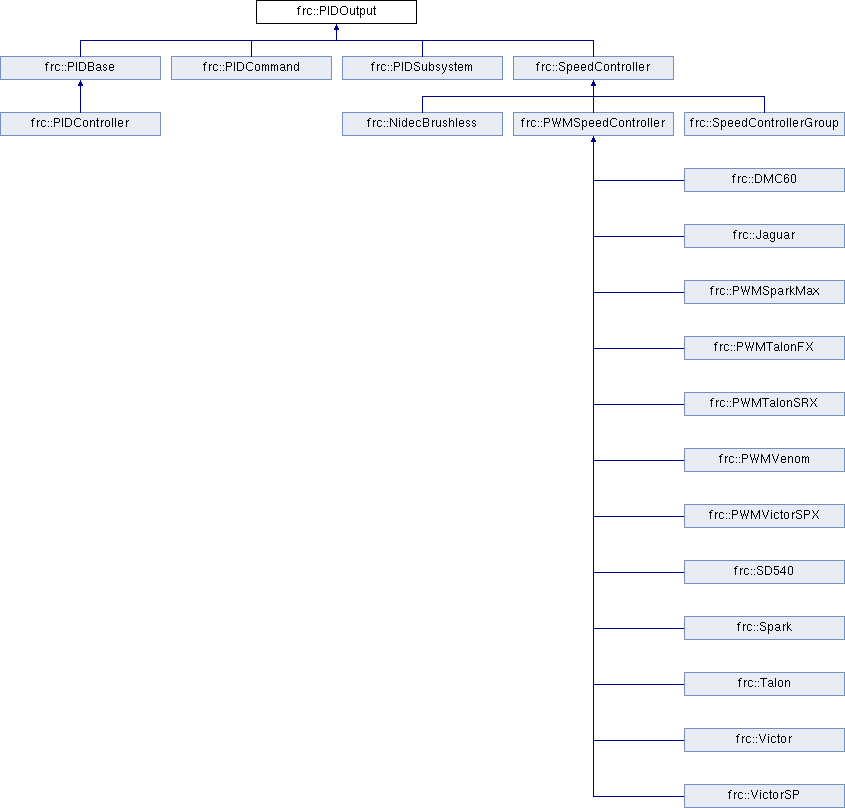 frc::PIDOutput
frc::PIDBase
frc::PIDCommand
frc::PIDSubsystem
frc::SpeedController
frc::PIDController
frc::NidecBrushless
frc::PWMSpeedController
frc::SpeedControllerGroup
frc::DMC60
frc::Jaguar
frc::PWMSparkMax
frc::PWMTalonFX
frc::PWMTalonSRX
frc::PWMVenom
frc::PWMVictorSPX
frc::SD540
frc::Spark
frc::Talon
frc::Victor
frc::VictorSP